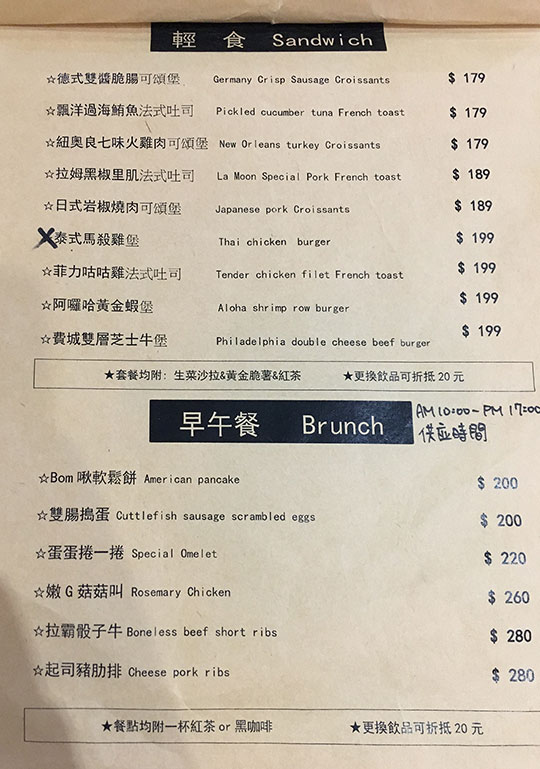 輕食 Sandwich
☆德式雙醬脆腸可頌堡 Germany Crisp Sausage Croissants $ 179
☆飄洋過海鮪魚法式吐司 Pickled cucumber tuna French toast $ 179
☆紐奧良七味火雞肉可頌堡 New Orleans turkey Croissants $ 179
☆拉姆黑椒里肌法式吐司 La Moon Special Pork French toast $ 189
☆日式岩椒燒肉可頌堡 Japanese pork Croissants $ 189
X泰式馬殺雞堡 Thai chicken burger $ 199
☆菲力咕咕雞法式吐司 Tender chicken filet French toast $ 199
☆阿囉哈黃金蝦堡 Aloha shrimp row burger $ 199
☆費城雙層芝士牛堡 Philadelphia double cheese beef burger $ 199
★套餐均附: 生菜沙拉&黃金脆薯&紅茶 ★更換飲品可折抵 20 元
早午餐 Brunch AM 10:00-PM 17:00
供应時間
☆Bom 啾軟鬆餅 American pancake $ 200
☆雙腸搗蛋 Cuttlefish sausage scrambled eggs $ 200
☆蛋蛋捲一捲 Special Omelet $ 220
☆嫩 G 菇菇叫 Rosemary Chicken $ 260
☆拉霸骰子牛 Boneless beef short ribs $ 280
☆起司豬肋排 Cheese pork ribs $ 280
★餐點均附一杯紅茶 or 黑咖啡 ★更換飲品可折抵 20 元